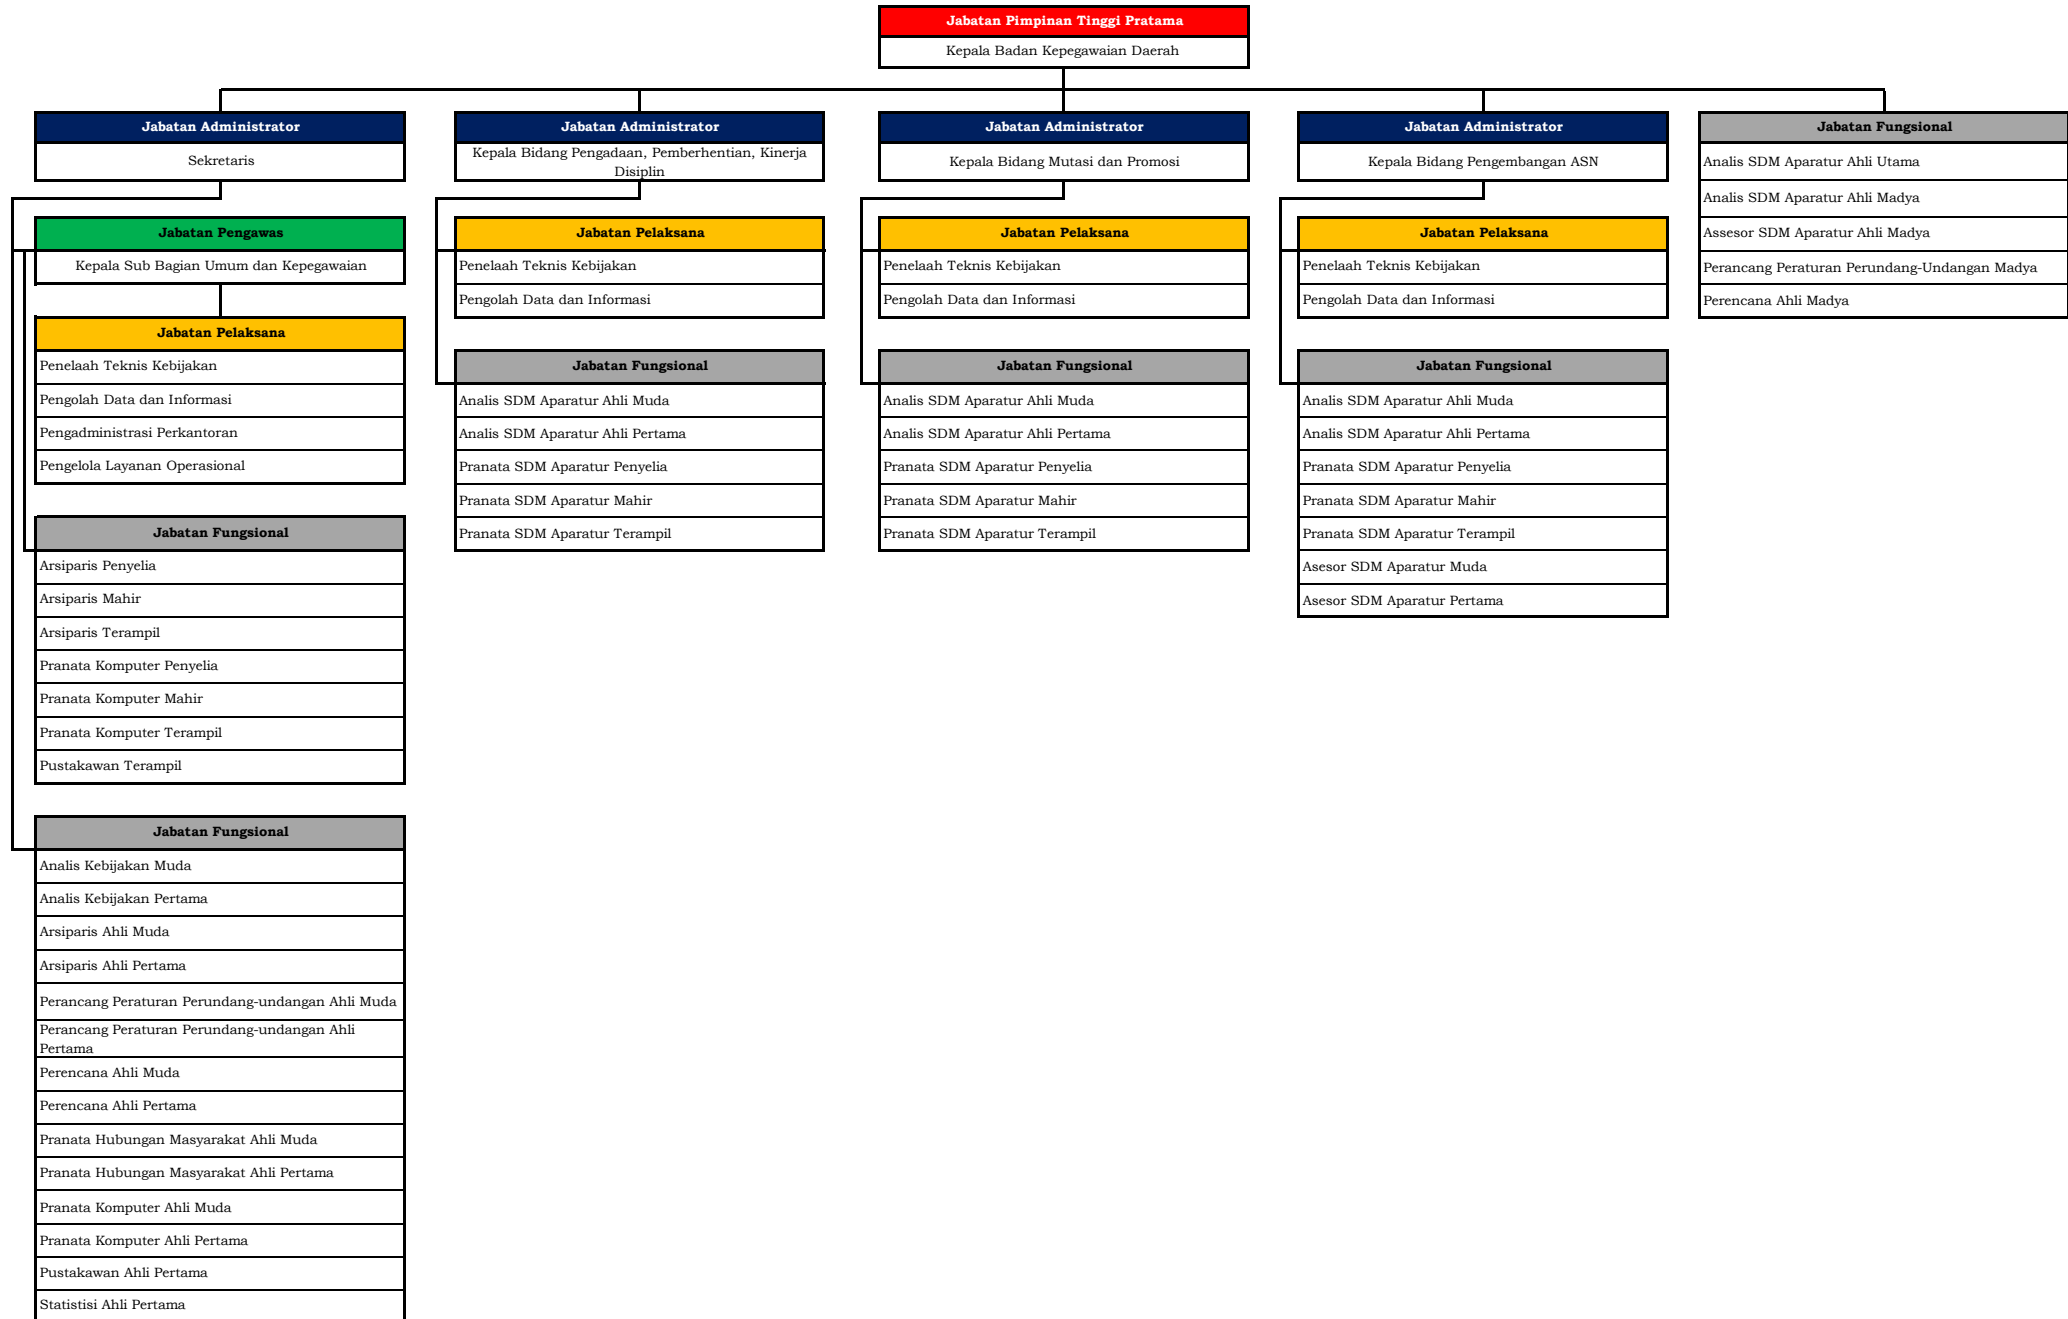 Jabatan Pimpinan Tinggi Pratama
Kepala Badan Kepegawaian Daerah
Jabatan Administrator
Sekretaris
Jabatan Pengawas
Kepala Sub Bagian Umum dan Kepegawaian
Jabatan Pelaksana
Penelaah Teknis Kebijakan
Pengolah Data dan Informasi
Pengadministrasi Perkantoran
Pengelola Layanan Operasional
Jabatan Fungsional
Arsiparis Penyelia
Arsiparis Mahir
Arsiparis Terampil
Pranata Komputer Penyelia
Pranata Komputer Mahir
Pranata Komputer Terampil
Pustakawan Terampil
Jabatan Fungsional
Analis Kebijakan Muda
Analis Kebijakan Pertama
Arsiparis Ahli Muda
Arsiparis Ahli Pertama
Perancang Peraturan Perundang-undangan Ahli Muda
Perancang Peraturan Perundang-undangan Ahli
Pertama
Perencana Ahli Muda
Perencana Ahli Pertama
Pranata Hubungan Masyarakat Ahli Muda
Pranata Hubungan Masyarakat Ahli Pertama
Pranata Komputer Ahli Muda
Pranata Komputer Ahli Pertama
Pustakawan Ahli Pertama
Statistisi Ahli Pertama
Jabatan Administrator
Kepala Bidang Pengadaan, Pemberhentian, Kinerja
Disiplin
Jabatan Pelaksana
Penelaah Teknis Kebijakan
Pengolah Data dan Informasi
Jabatan Fungsional
Analis SDM Aparatur Ahli Muda
Analis SDM Aparatur Ahli Pertama
Pranata SDM Aparatur Penyelia
Pranata SDM Aparatur Mahir
Pranata SDM Aparatur Terampil
Jabatan Administrator
Kepala Bidang Mutasi dan Promosi
Jabatan Pelaksana
Penelaah Teknis Kebijakan
Pengolah Data dan Informasi
Jabatan Fungsional
Analis SDM Aparatur Ahli Muda
Analis SDM Aparatur Ahli Pertama
Pranata SDM Aparatur Penyelia
Pranata SDM Aparatur Mahir
Pranata SDM Aparatur Terampil
Jabatan Administrator
Kepala Bidang Pengembangan ASN
Jabatan Pelaksana
Penelaah Teknis Kebijakan
Pengolah Data dan Informasi
Jabatan Fungsional
Analis SDM Aparatur Ahli Muda
Analis SDM Aparatur Ahli Pertama
Pranata SDM Aparatur Penyelia
Pranata SDM Aparatur Mahir
Pranata SDM Aparatur Terampil
Asesor SDM Aparatur Muda
Asesor SDM Aparatur Pertama
Jabatan Fungsional
Analis SDM Aparatur Ahli Utama
Analis SDM Aparatur Ahli Madya
Assesor SDM Aparatur Ahli Madya
Perancang Peraturan Perundang-Undangan Madya
Perencana Ahli Madya